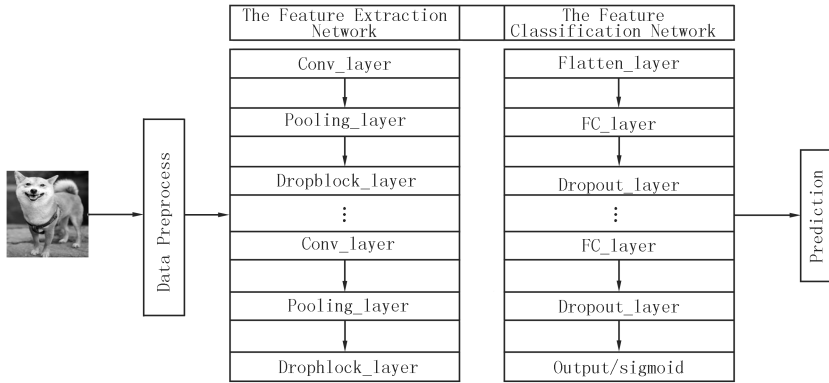 The Feature Extraction
Network
The Feature
Classification Network
Data Preprocess
Conv_layer
Pooling_layer
Dropblock_layer
⋮
Conv_layer
Pooling_layer
Drophlock_layer
Flatten_layer
FC_layer
Dropout_layer
⋮
FC_layer
Dropout_layer
Output/sigmoid
Prediction